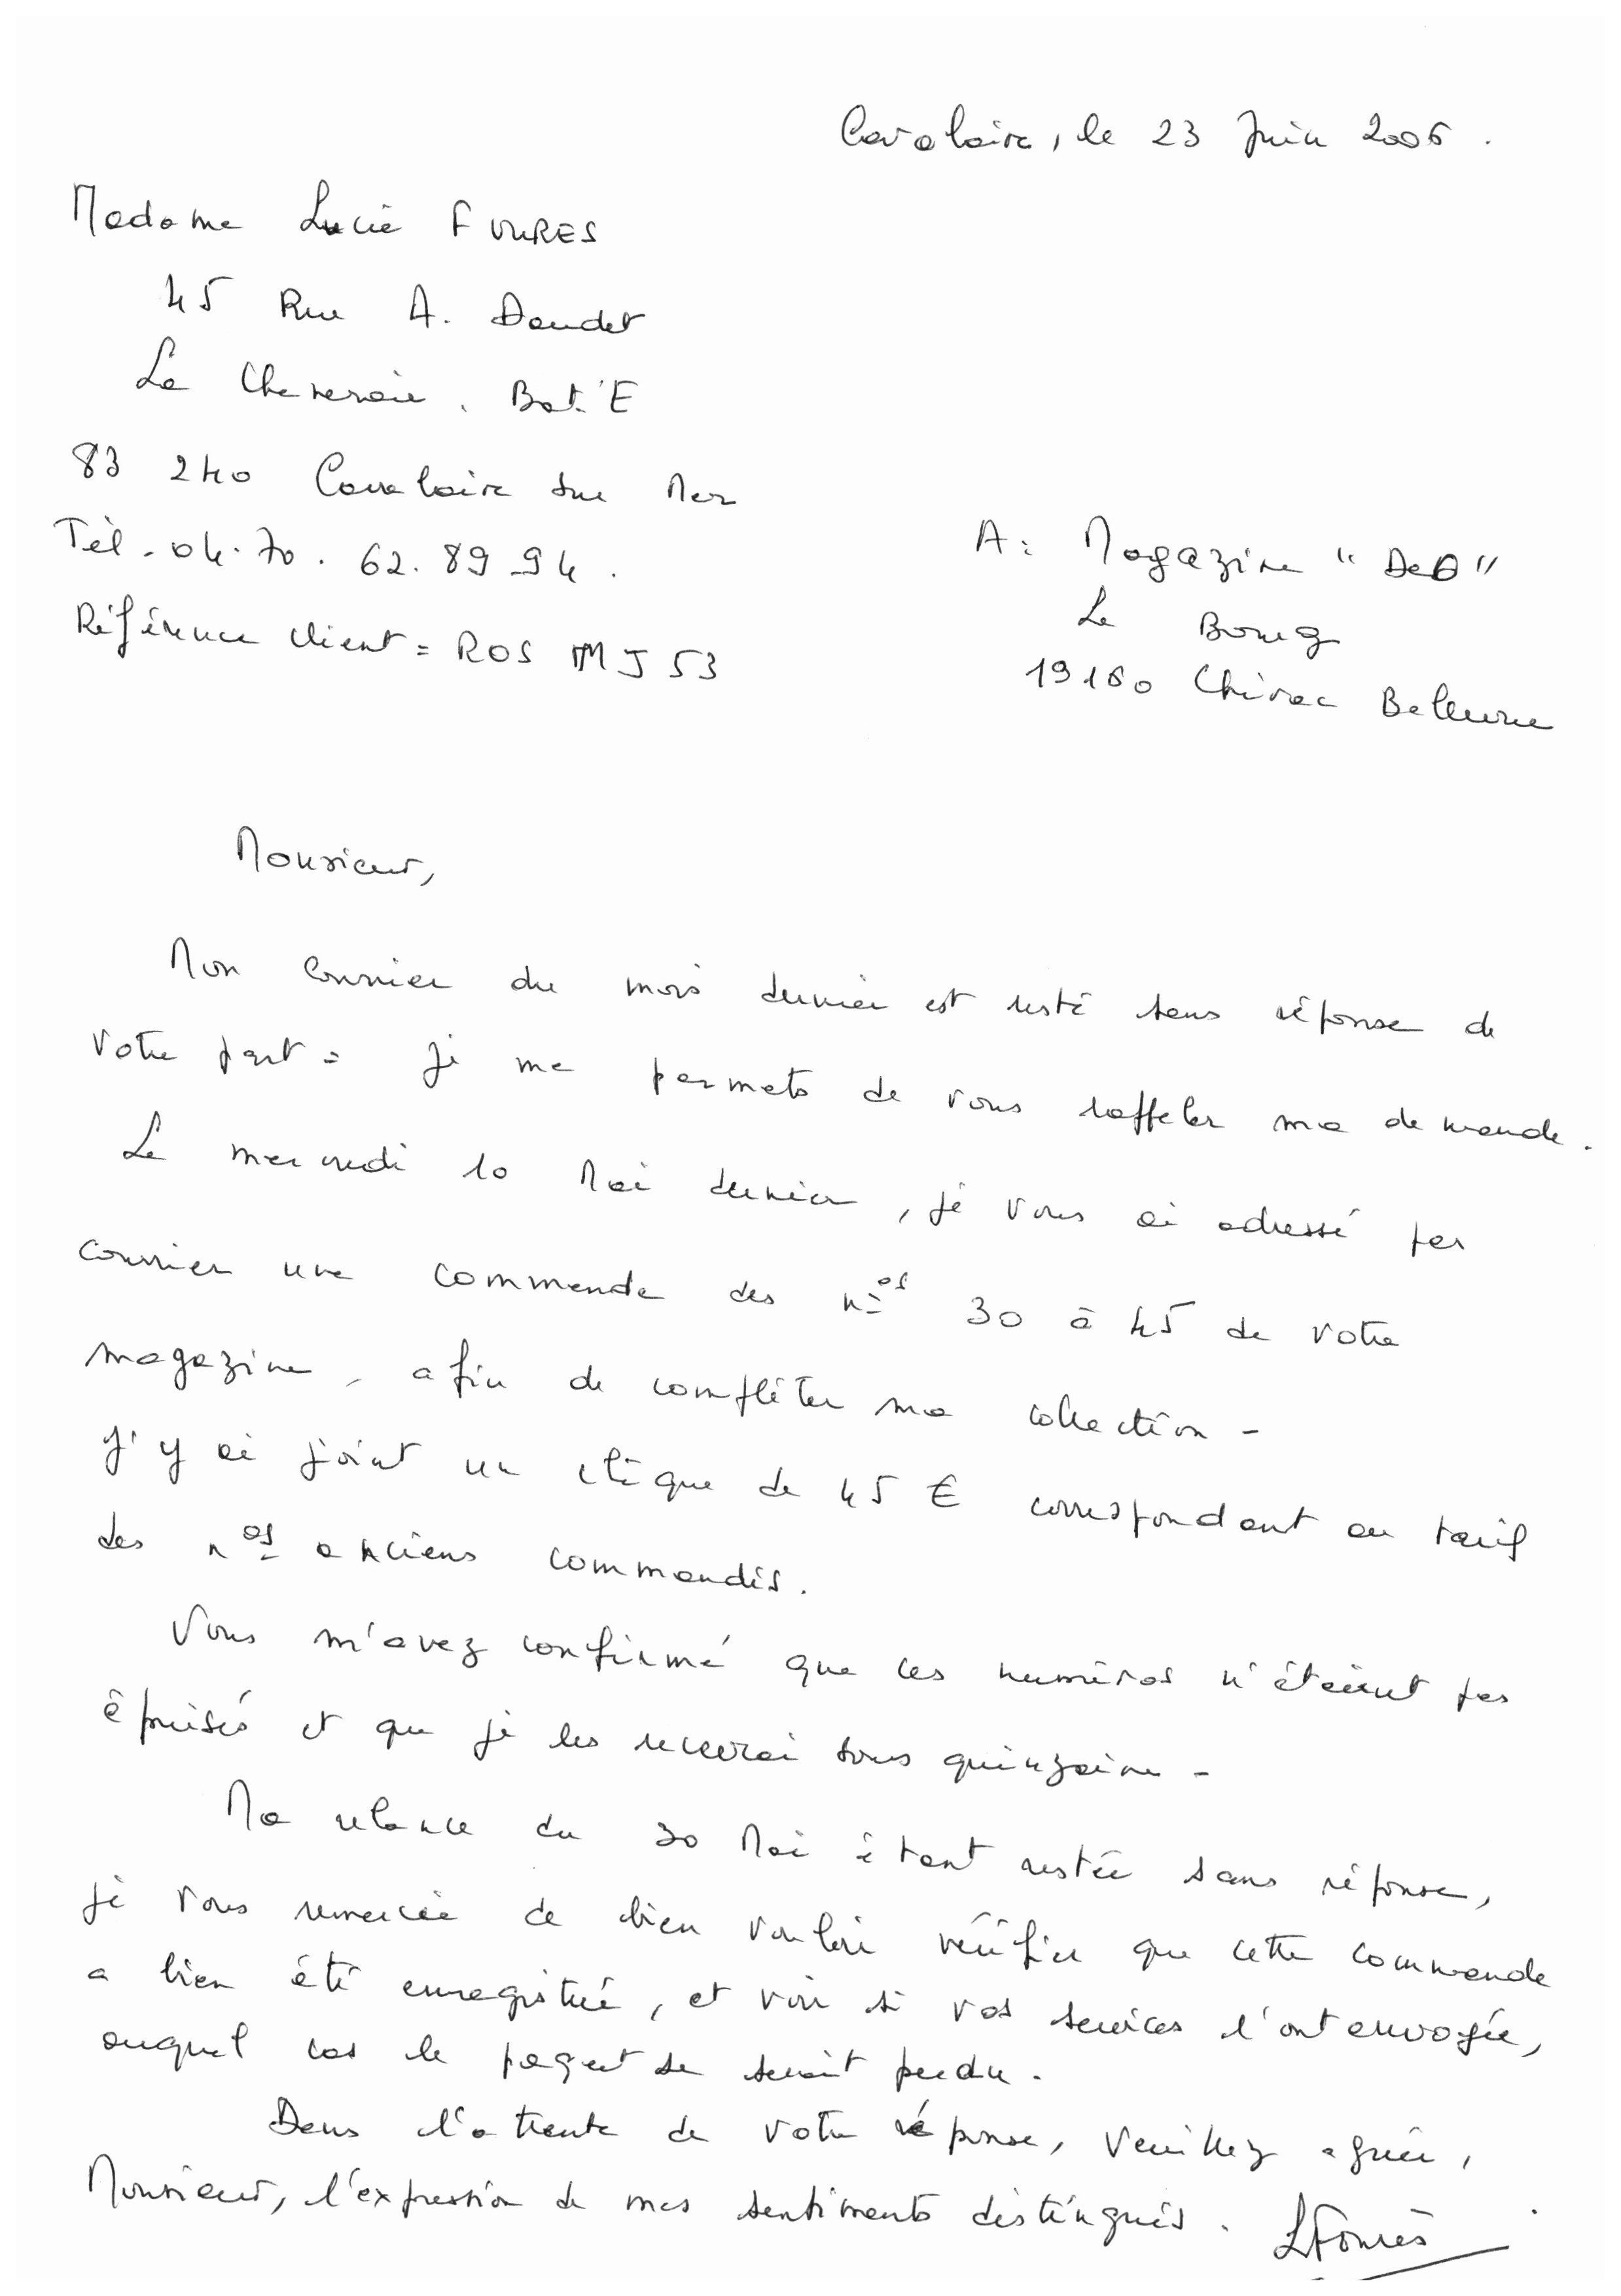 Cavalaire, le 23 Juin 2006.
Madame Lucie FOURES
45 Rue A. Daudet
La Cheneraie. Bat. E
83 240 Cavalaire sur Mer
Tèl. 04.70.62.89 94.
Référence client = ROS MJ 53
A: Magazine "DeD"
Le Bourg
19160 Chirac Bellevue
Monsieur,
Mon courrier du mois dernier est resté sans réponse de
votre part = je me permets de vous rappeler ma demande.
Le mercredi 10 Mai dernier, je vous ai adressé par
courrier une commande des nos 30 à 45 de votre
magazine, afin de compléter ma collection -
J'y ai joint un chèque de 45 € correspondant au tarif
des nos anciens commandés.
Vous m'avez confirmé que ces numéros n'étaient pas
épuisés et que je les recevrai sous quinzaine -
Ma relance du 30 Mai étant restée sans réponse,
je vous remercie de bien vouloir vérifier que cette commande
a bien été enregistrée, et voir si vos services l'ont envoyée,
auquel cas le paquet se serait perdu.
Dans l'attente de votre réponse, veuillez agréer,
Monsieur, l'expression de mes sentiments distingués. LFourès